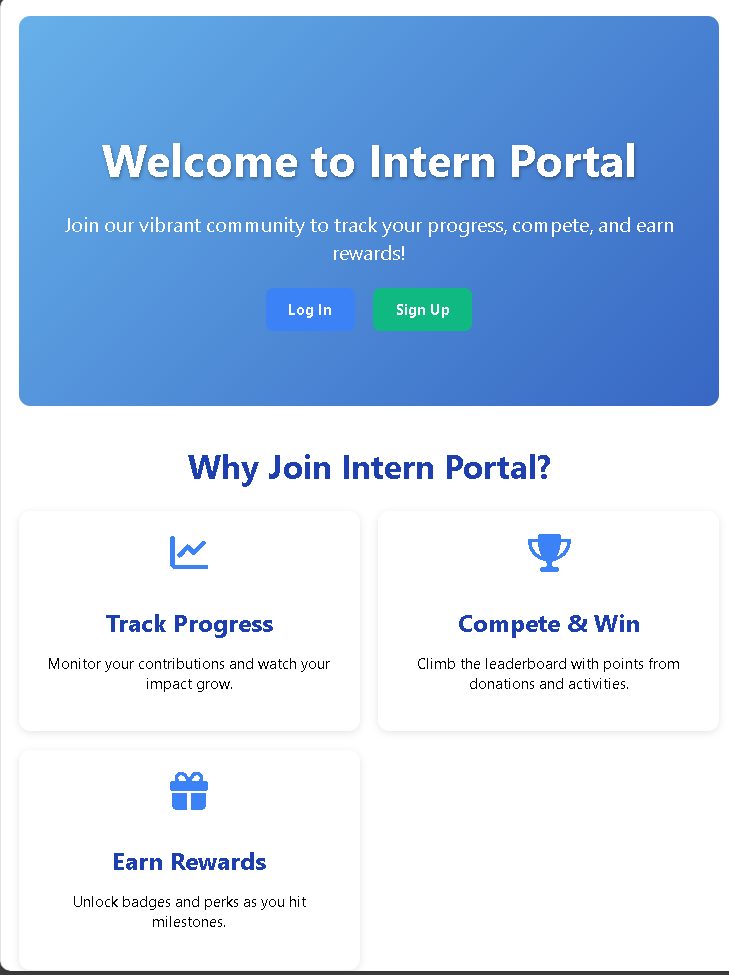 Welcome to Intern Portal
Join our vibrant community to track your progress, compete, and earn
rewards!
Log In
Sign Up
Why Join Intern Portal?
Track Progress
Monitor your contributions and watch your
impact grow.
Compete & Win
Climb the leaderboard with points from
donations and activities.
Earn Rewards
Unlock badges and perks as you hit
milestones.